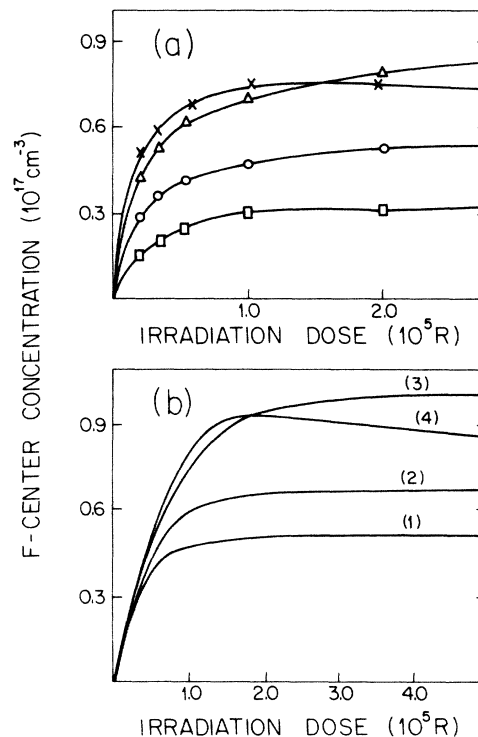 F-CENTER CONCENTRATION (10^17 cm^-3)
(a)
0.9
0.6
0.3
1.0 2.0
IRRADIATION DOSE (10^5 R)
(b)
(3)
(4)
(2)
(1)
0.9
0.6
0.3
1.0 2.0 3.0 4.0
IRRADIATION DOSE (10^5 R)